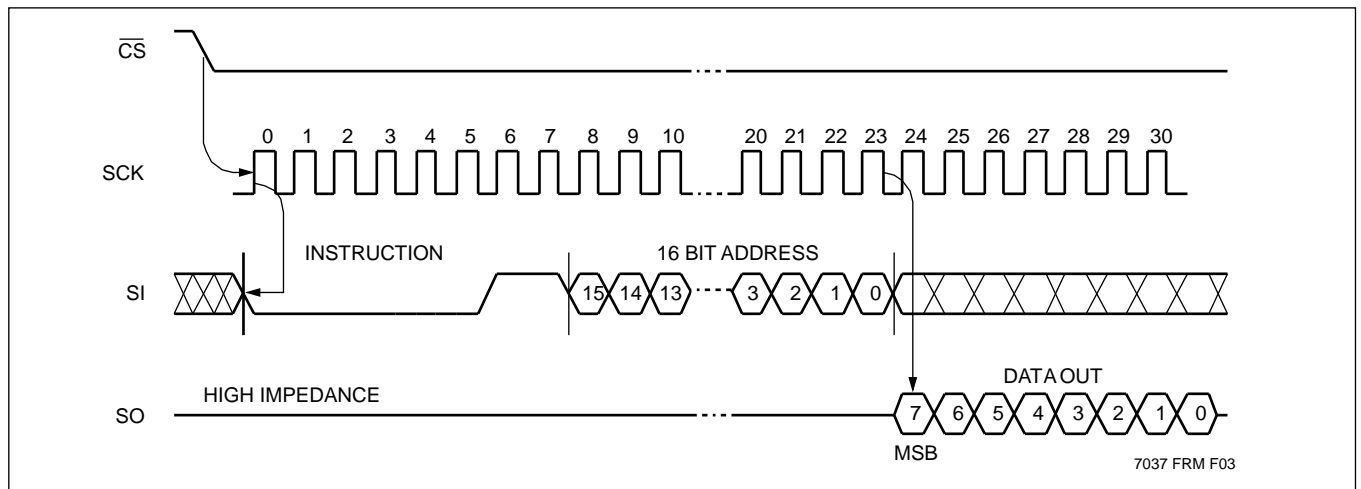 CS
0 1 2 3 4 5 6 7 8 9 10 20 21 22 23 24 25 26 27 28 29 30
SCK
INSTRUCTION 16 BIT ADDRESS
SI 15 14 13 3 2 1 0
DATA OUT
HIGH IMPEDANCE
SO 7 6 5 4 3 2 1 0
MSB
7037 FRM F03